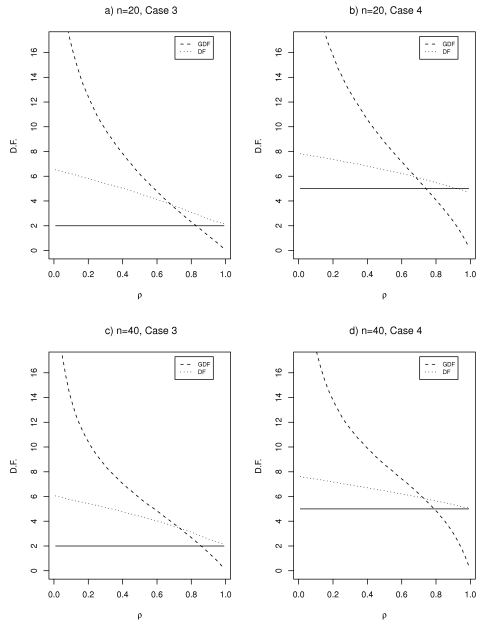 a) n=20, Case 3
D.F.
0 2 4 6 8 10 12 14 16
GDF
DF
0.0 0.2 0.4 0.6 0.8 1.0
ρ
b) n=20, Case 4
D.F.
0 2 4 6 8 10 12 14 16
GDF
DF
0.0 0.2 0.4 0.6 0.8 1.0
ρ
c) n=40, Case 3
D.F.
0 2 4 6 8 10 12 14 16
GDF
DF
0.0 0.2 0.4 0.6 0.8 1.0
ρ
d) n=40, Case 4
D.F.
0 2 4 6 8 10 12 14 16
GDF
DF
0.0 0.2 0.4 0.6 0.8 1.0
ρ